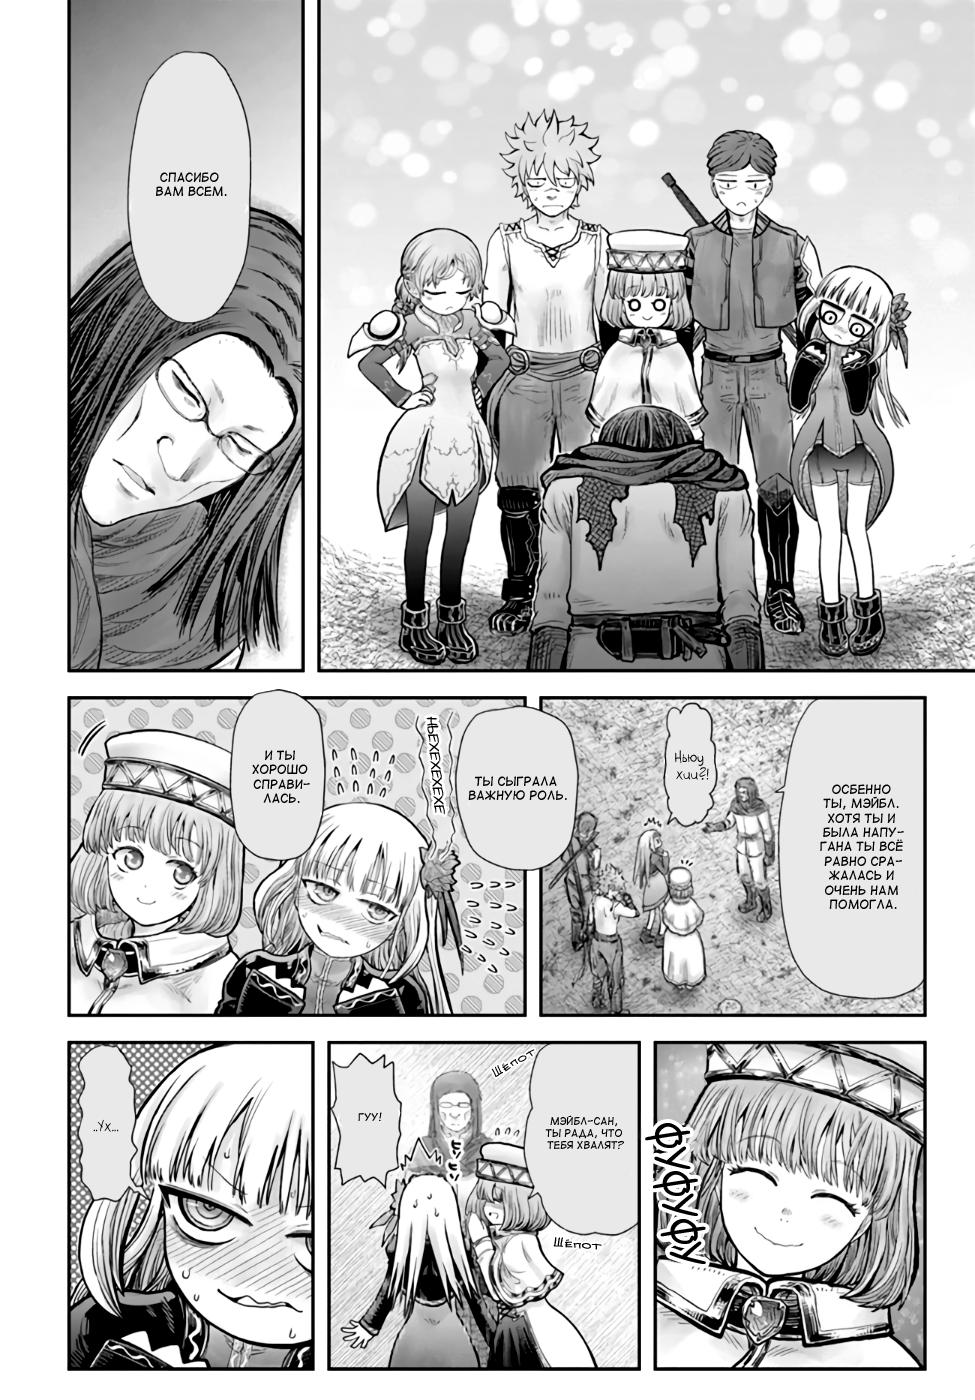 СПАСИБО
ВАМ ВСЕМ.
ОСБЕННО
ТЫ, МЭЙБЛ.
ХОТЯ ТЫ И
БЫЛА НАПУ-
ГАНА ТЫ ВСЁ
РАВНО СРА-
ЖАЛАСЬ И
ОЧЕНЬ НАМ
ПОМОГЛА.
Ньюу
хии?!
ТЫ СЫГРАЛА
ВАЖНУЮ РОЛЬ.
НЬЕХЕХЕХЕХЕ
И ТЫ
ХОРОШО
СПРАВИ-
ЛАСЬ.
ФУФУФУ
МЭЙБЛ-САН,
ТЫ РАДА, ЧТО
ТЕБЯ ХВАЛЯТ?
Шёпот
Шёпот
ГУУ!
..Ух...